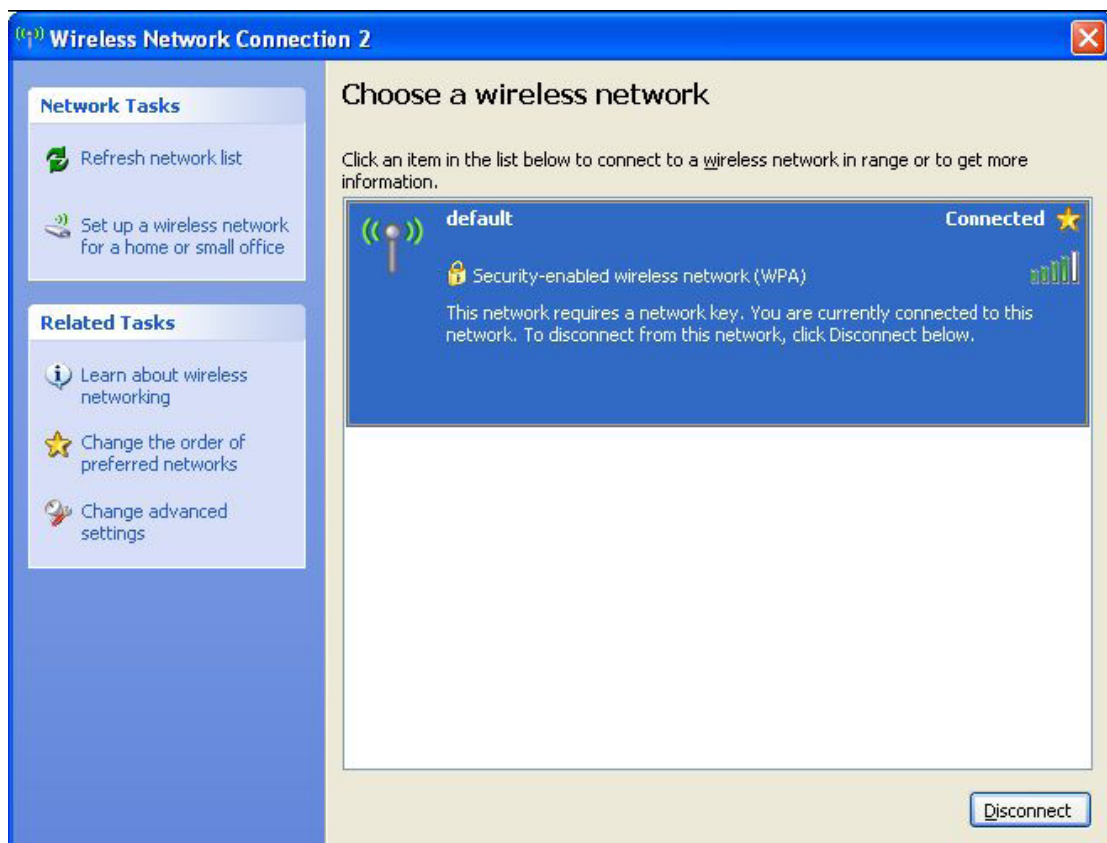 Wireless Network Connection 2
Network Tasks
Refresh network list
Set up a wireless network
for a home or small office
Related Tasks
Learn about wireless
networking
Change the order of
preferred networks
Change advanced
settings
Choose a wireless network
Click an item in the list below to connect to a wireless network in range or to get more
information.
default
Connected
Security-enabled wireless network (WPA)
This network requires a network key. You are currently connected to this
network. To disconnect from this network, click Disconnect below.
Disconnect